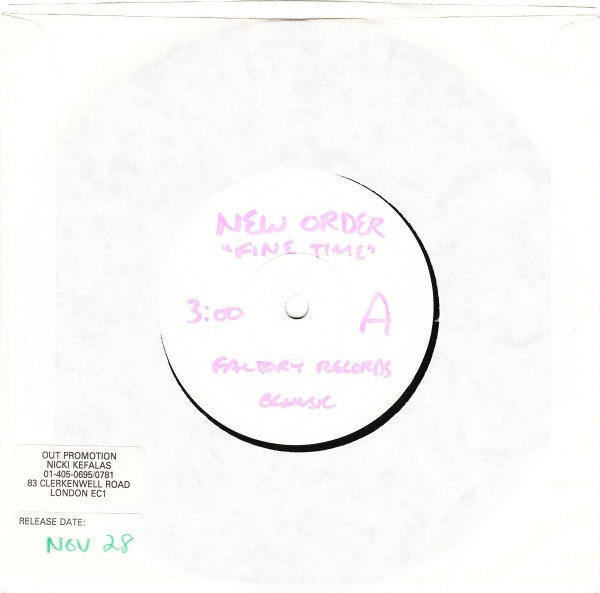 NEW ORDER
"FINE TIME"
3:00 A
FACTORY RECORDS
BEMUSIC
OUT PROMOTION
NICKI KEFALAS
01-405-0695/0781
83 CLERKENWELL ROAD
LONDON EC1
RELEASE DATE:
NOV 28